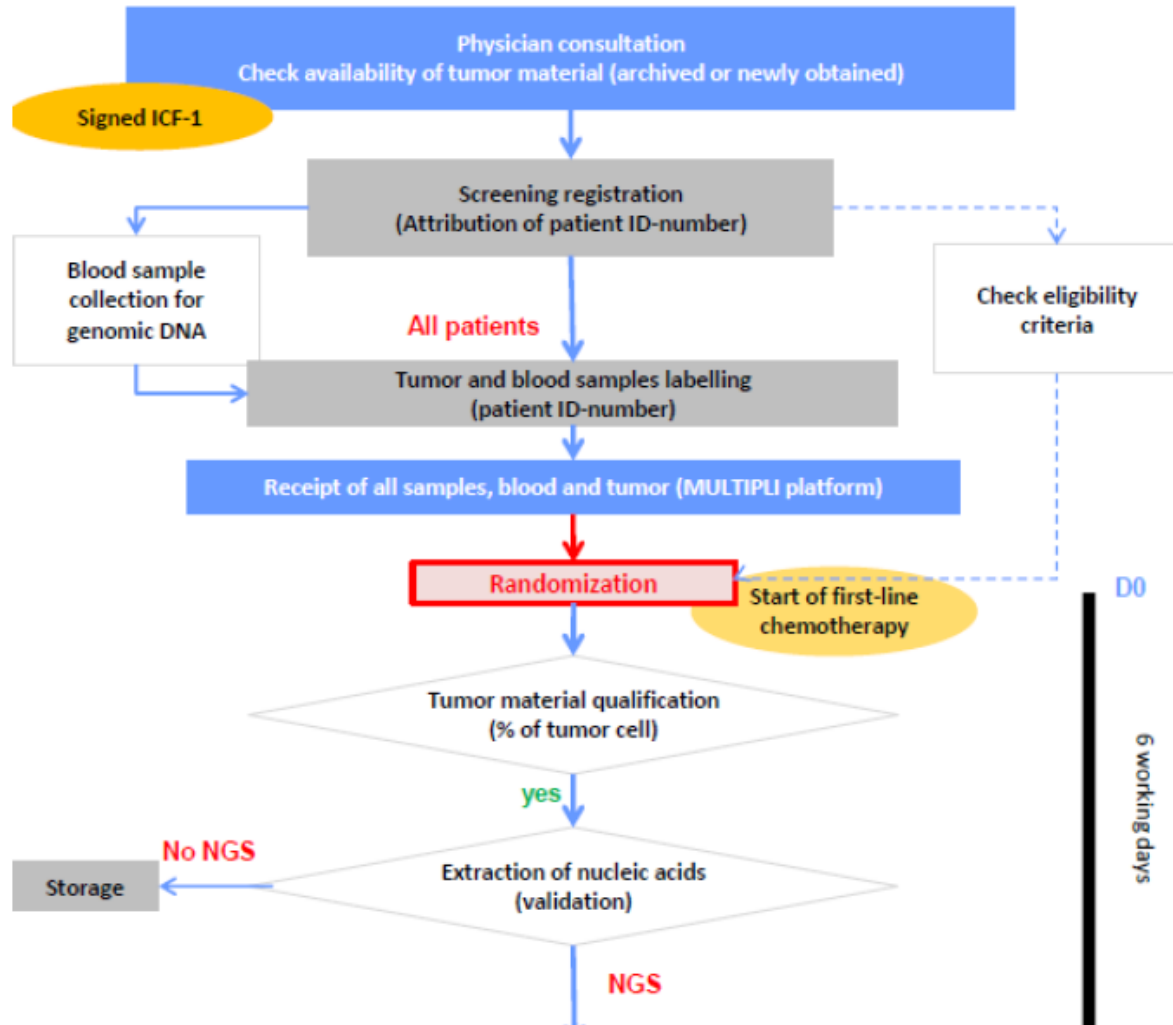 Physician consultation
Check availability of tumor material (archived or newly obtained)
Signed ICF-1
Screening registration
(Attribution of patient ID-number)
Blood sample
collection for
genomic DNA
Check eligibility
criteria
All patients
Tumor and blood samples labelling
(patient ID-number)
Receipt of all samples, blood and tumor (MULTIPLI platform)
Randomization
Start of first-line
chemotherapy
D0
Tumor material qualification
(% of tumor cell)
6 working days
yes
No NGS
Storage
Extraction of nucleic acids
(validation)
NGS